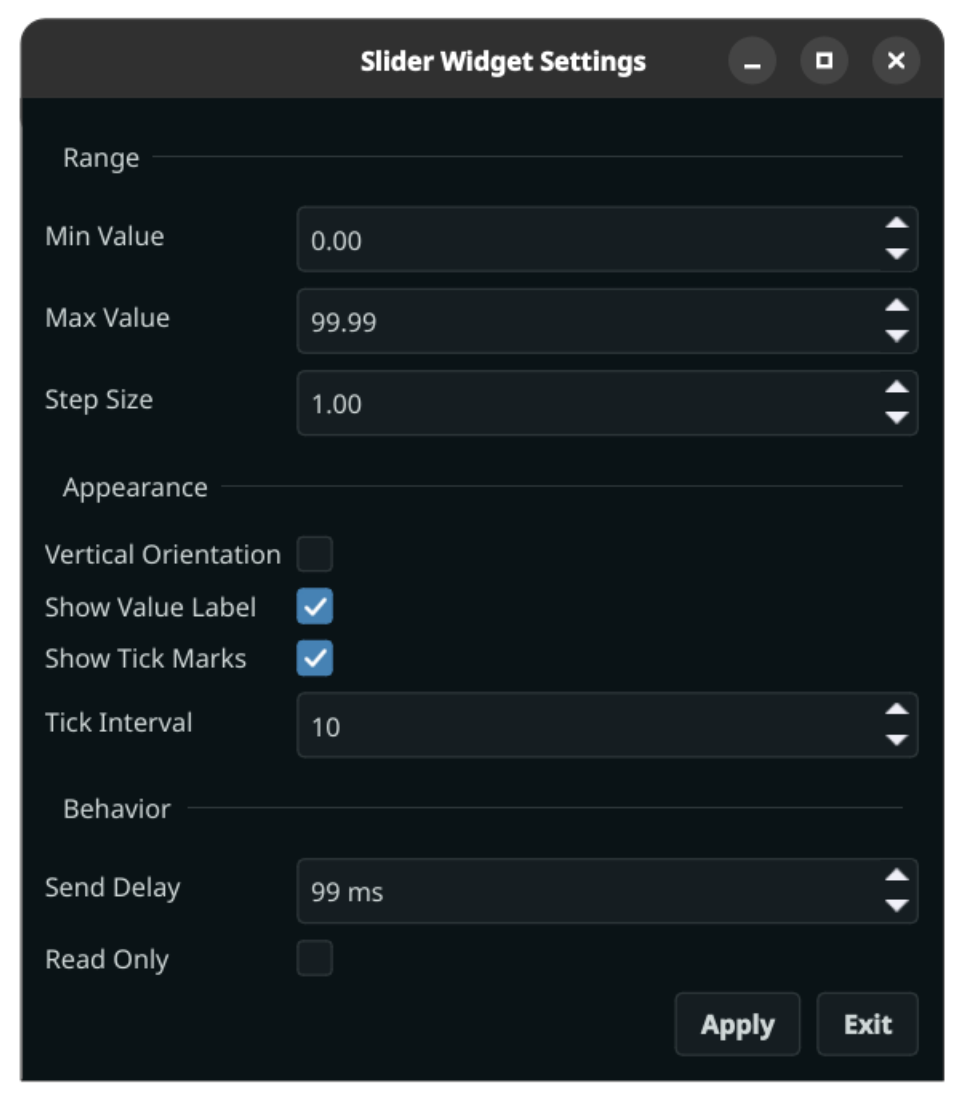 Slider Widget Settings
Range
Min Value 0.00
Max Value 99.99
Step Size 1.00
Appearance
Vertical Orientation
Show Value Label
Show Tick Marks
Tick Interval 10
Behavior
Send Delay 99 ms
Read Only
Apply Exit